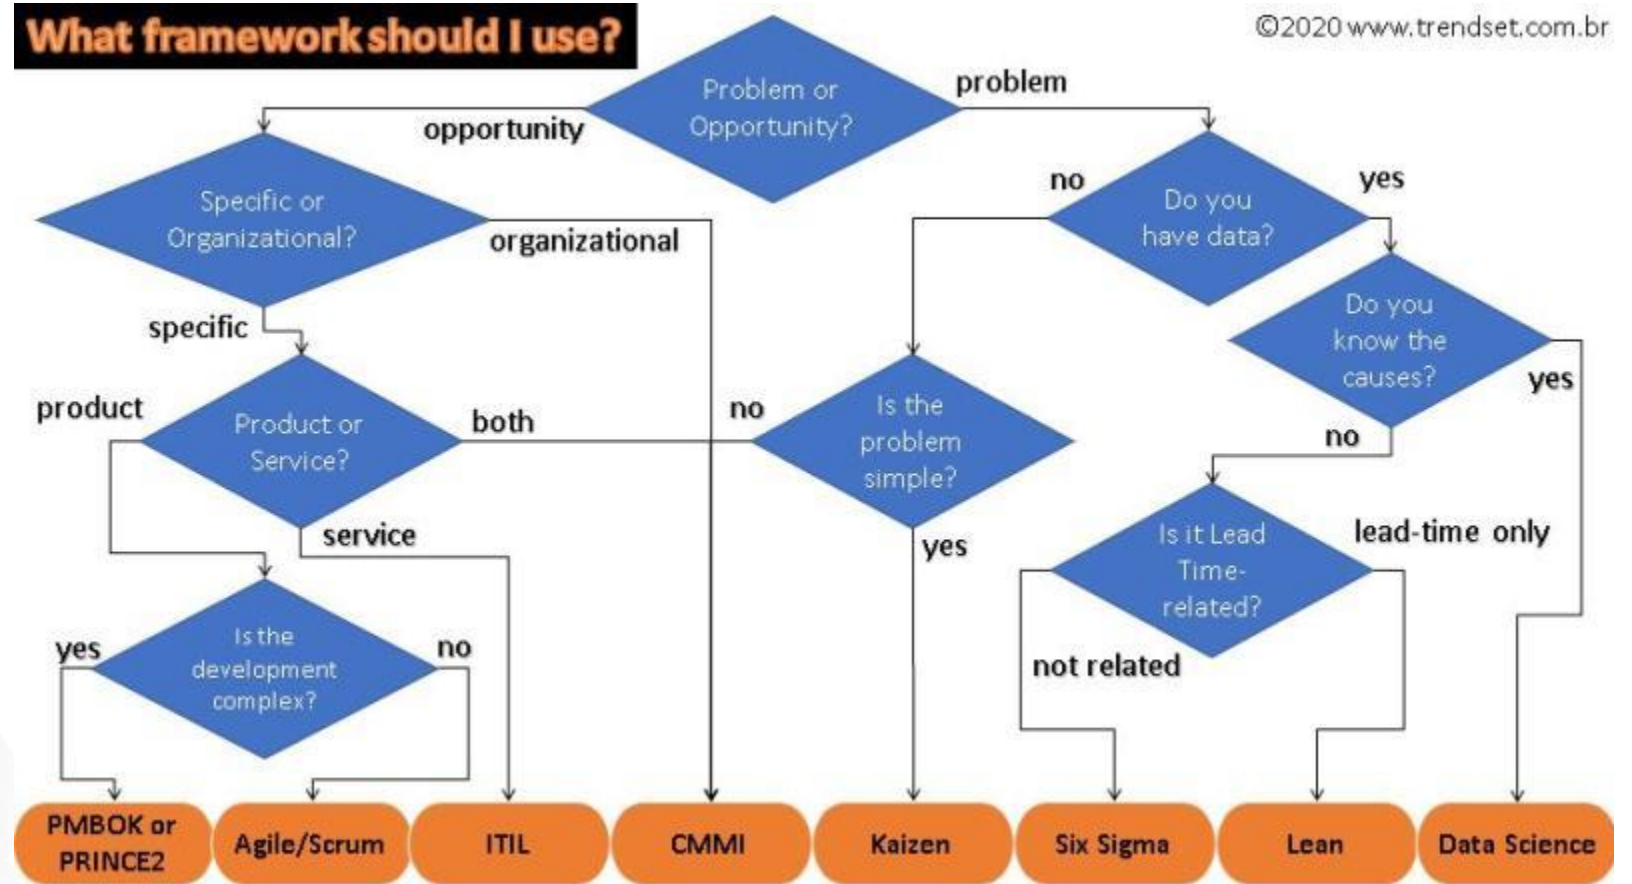 What framework should I use?
©2020 www.trendset.com.br
Problem or
Opportunity?
problem
opportunity
Specific or
Organizational?
organizational
specific
no
Do you
have data?
yes
Do you
know the
causes?
yes
no
product
Product or
Service?
both
service
no
Is the
problem
simple?
yes
Is it Lead
Time-
related?
lead-time only
not related
yes
Is the
development
complex?
no
PMBOK or
PRINCE2
Agile/Scrum
ITIL
CMMI
Kaizen
Six Sigma
Lean
Data Science